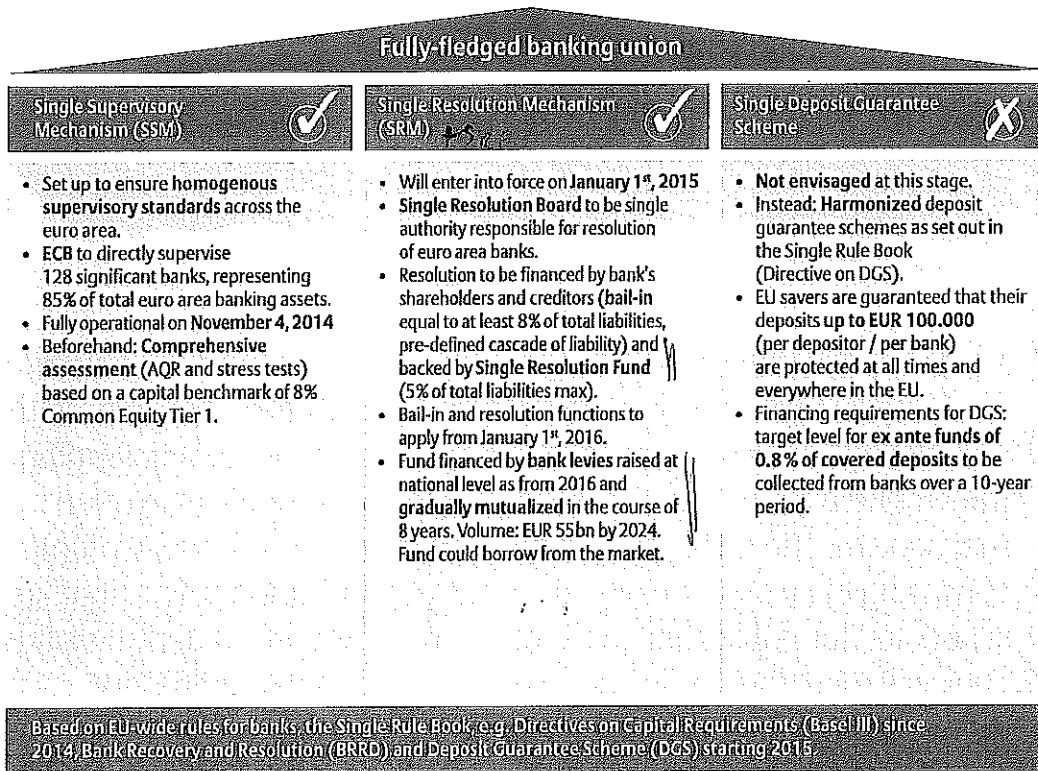 Fully-fledged banking union
Single Supervisory
Mechanism (SSM)
• Set up to ensure homogenous
supervisory standards across the
euro area.
• ECB to directly supervise
128 significant banks, representing
85% of total euro area banking assets.
• Fully operational on November 4, 2014
• Beforehand: Comprehensive
assessment (AQR and stress tests)
based on a capital benchmark of 8%
Common Equity Tier 1.
Single Resolution Mechanism
(SRM)
• Will enter into force on January 1st, 2015
• Single Resolution Board to be single
authority responsible for resolution
of euro area banks.
• Resolution to be financed by bank's
shareholders and creditors (bail-in
equal to at least 8% of total liabilities,
pre-defined cascade of liability) and
backed by Single Resolution Fund
(5% of total liabilities max).
• Bail-in and resolution functions to
apply from January 1st, 2016.
• Fund financed by bank levies raised at
national level as from 2016 and
gradually mutualized in the course of
8 years. Volume: EUR 55bn by 2024.
Fund could borrow from the market.
Single Deposit Guarantee
Scheme
• Not envisaged at this stage.
• Instead: Harmonized deposit
guarantee schemes as set out in
the Single Rule Book
(Directive on DGS).
• EU savers are guaranteed that their
deposits up to EUR 100.000
(per depositor / per bank)
are protected at all times and
everywhere in the EU.
• Financing requirements for DGS:
target level for ex ante funds of
0.8% of covered deposits to be
collected from banks over a 10-year
period.
Based on EU-wide rules for banks, the Single Rule Book, e.g. Directives on Capital Requirements (Basel III) since
2014, Bank Recovery and Resolution (BRRD) and Deposit Guarantee Scheme (DGS) starting 2015.